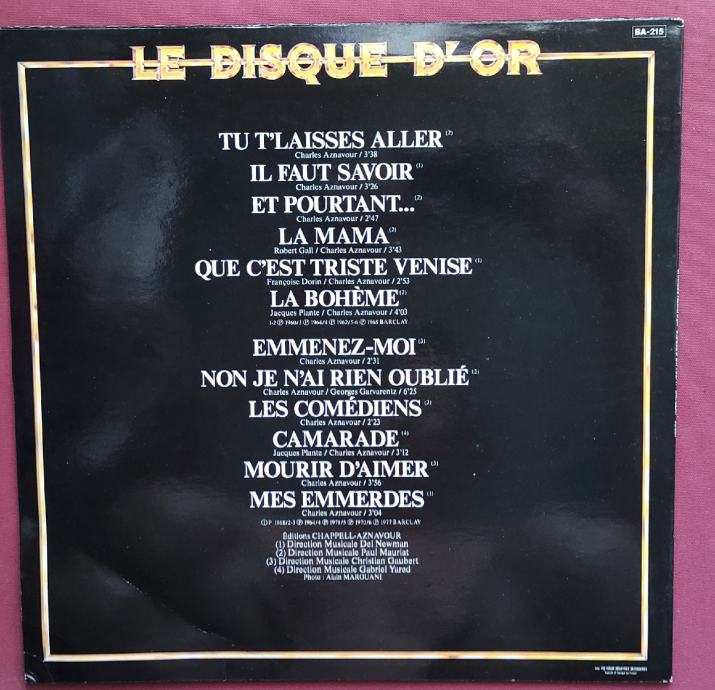 BA-215
LE DISQUE D'OR
TU T'LAISSES ALLER (2)
Charles Aznavour / 3'38
IL FAUT SAVOIR (1)
Charles Aznavour / 3'26
ET POURTANT... (2)
Charles Aznavour / 2'47
LA MAMA (2)
Robert Gall / Charles Aznavour / 3'43
QUE C'EST TRISTE VENISE (1)
Françoise Dorin / Charles Aznavour / 2'53
LA BOHÈME (2)
Jacques Plante / Charles Aznavour / 4'03
BARCLAY
EMMENEZ-MOI (3)
Charles Aznavour / 2'31
NON JE N'AI RIEN OUBLIÉ (2)
Charles Aznavour / Georges Garvarentz / 6'25
LES COMÉDIENS (2)
Charles Aznavour / 2'23
CAMARADE (4)
Jacques Plante / Charles Aznavour / 3'12
MOURIR D'AIMER (3)
Charles Aznavour / 3'56
MES EMMERDES (1)
Charles Aznavour / 3'04
1977 BARCLAY
Éditions CHAPPELL-AZNAVOUR
(1) Direction Musicale Del Newman
(2) Direction Musicale Paul Mauriat
(3) Direction Musicale Christian Gaubert
(4) Direction Musicale Gabriel Yared
Photo : Alain MAROUANI